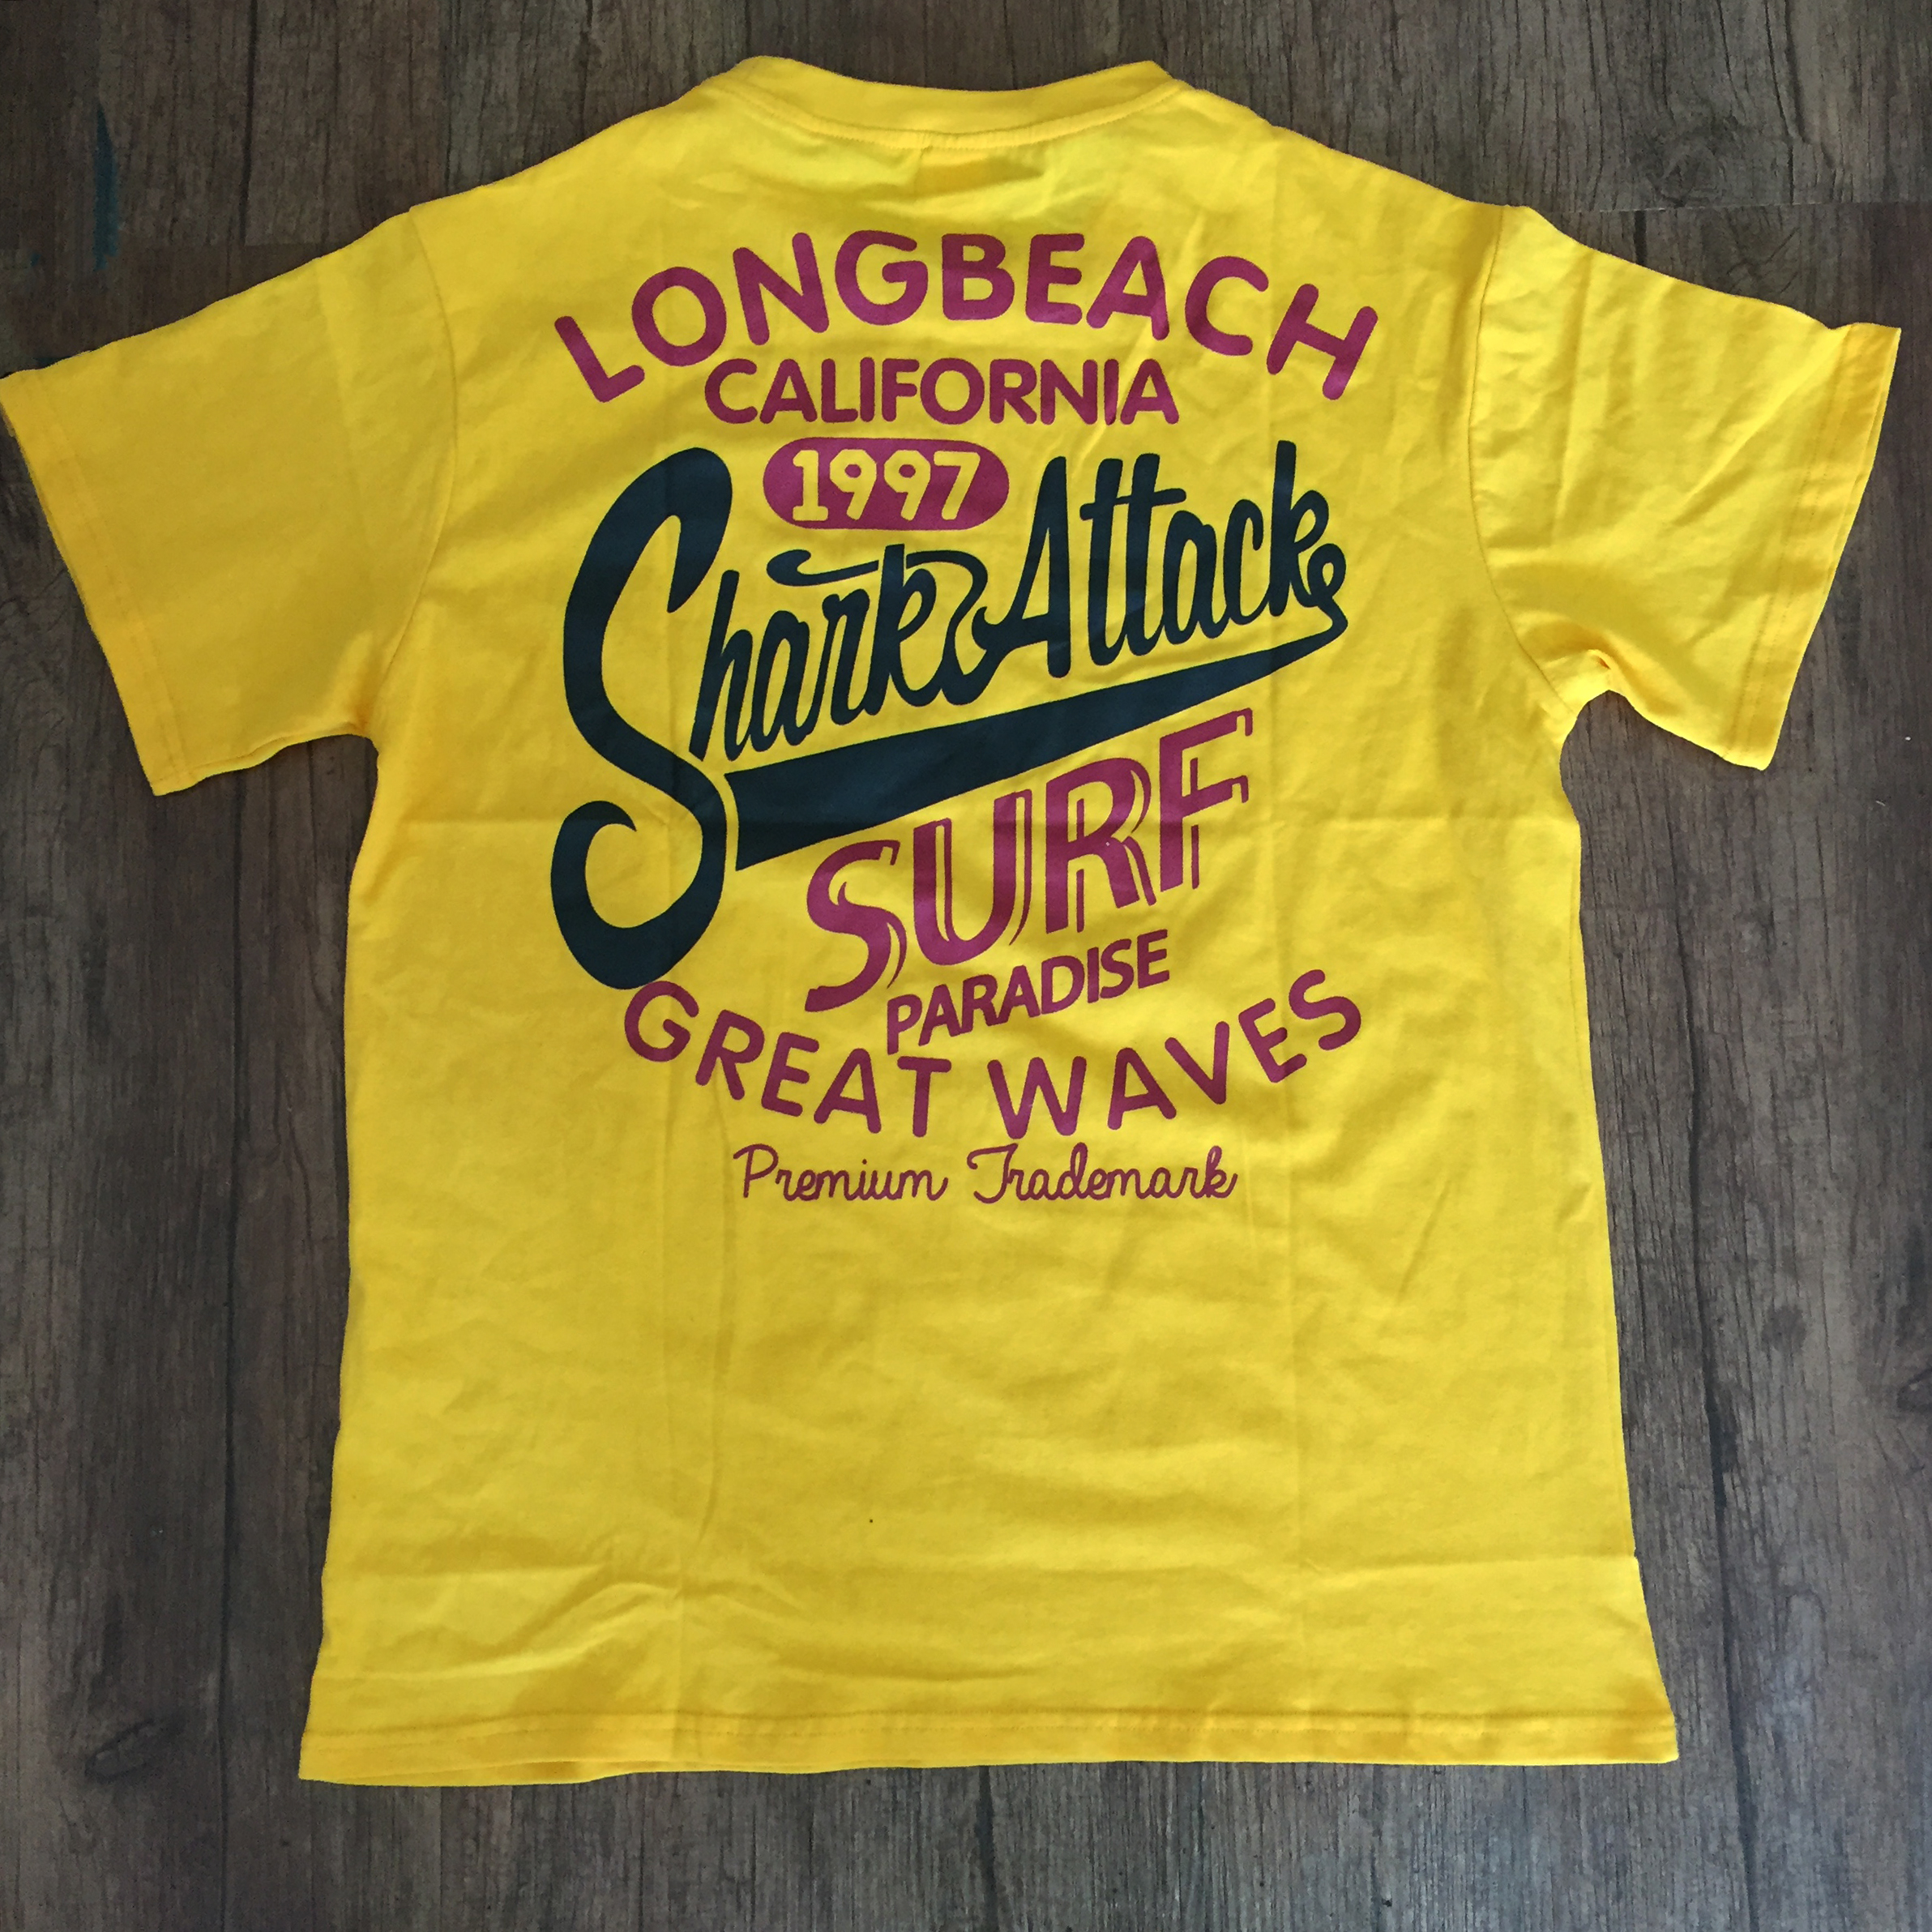 LONGBEACH
CALIFORNIA
1997
Shark Attack
SURF
PARADISE
GREAT WAVES
Premium Trademark